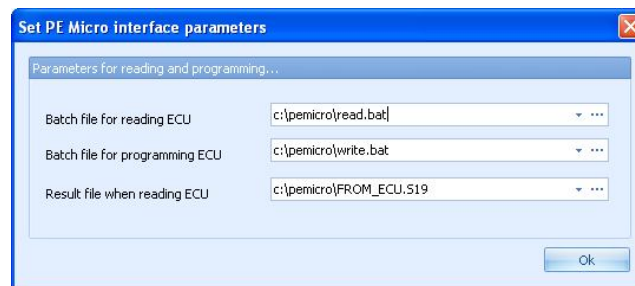 Set PE Micro interface parameters
Parameters for reading and programming...
Batch file for reading ECU c:\pemicro\read.bat
Batch file for programming ECU c:\pemicro\write.bat
Result file when reading ECU c:\pemicro\FROM_ECU.S19
Ok